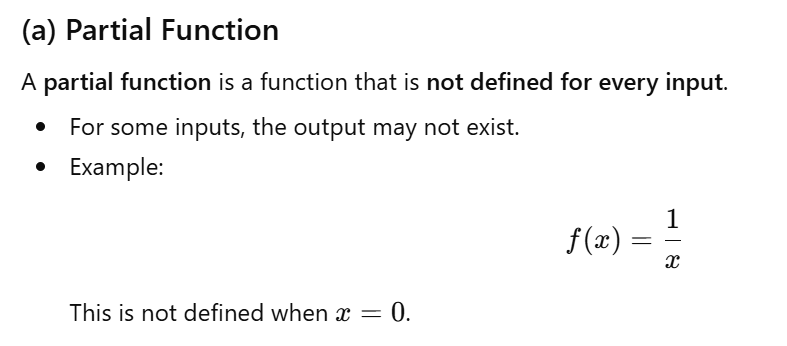 (a) Partial Function
A partial function is a function that is not defined for every input.
• For some inputs, the output may not exist.
• Example:
f(x) = 1/x
This is not defined when x = 0.